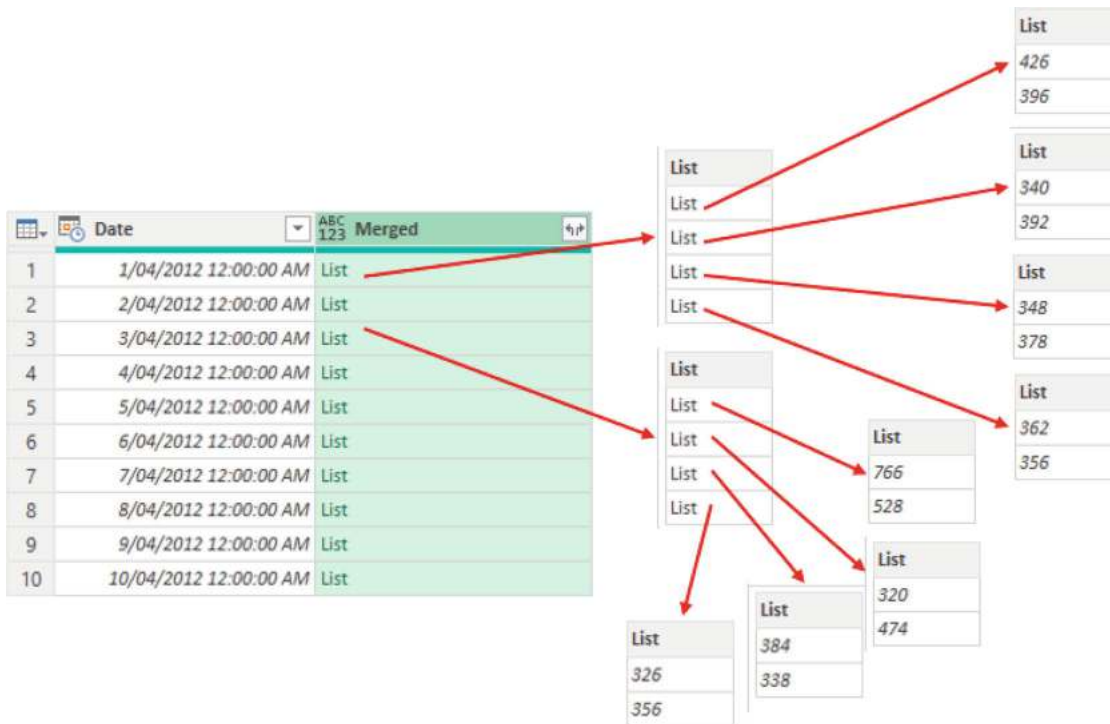 Date ABC 123 Merged
1 1/04/2012 12:00:00 AM List
2 2/04/2012 12:00:00 AM List
3 3/04/2012 12:00:00 AM List
4 4/04/2012 12:00:00 AM List
5 5/04/2012 12:00:00 AM List
6 6/04/2012 12:00:00 AM List
7 7/04/2012 12:00:00 AM List
8 8/04/2012 12:00:00 AM List
9 9/04/2012 12:00:00 AM List
10 10/04/2012 12:00:00 AM List
List
List
List
List
List
List
426
396
List
340
392
List
348
378
List
362
356
List
List
List
List
List
List
766
528
List
320
474
List
384
338
List
326
356